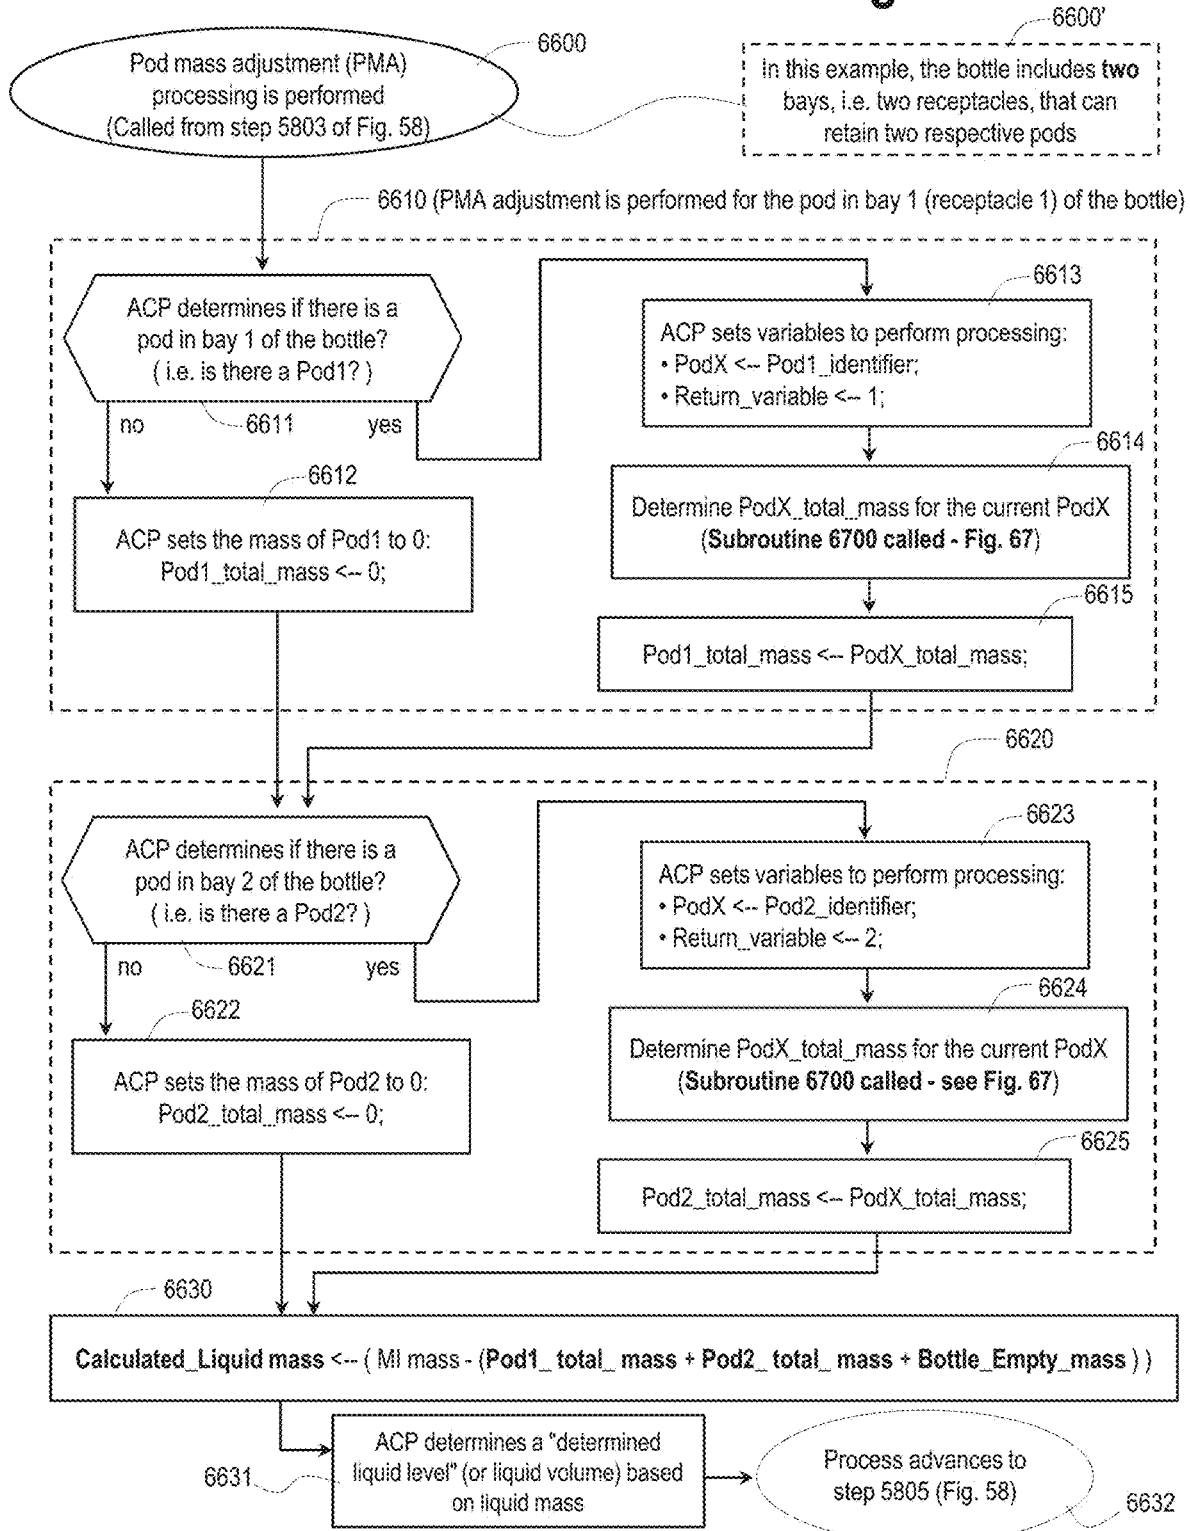 6600
Pod mass adjustment (PMA)
processing is performed
(Called from step 5803 of Fig. 58)
6600'
In this example, the bottle includes two
bays, i.e. two receptacles, that can
retain two respective pods
6610 (PMA adjustment is performed for the pod in bay 1 (receptacle 1) of the bottle)
ACP determines if there is a
pod in bay 1 of the bottle?
( i.e. is there a Pod1? )
no
6611
yes
6612
ACP sets the mass of Pod1 to 0:
Pod1_total_mass <-- 0;
6613
ACP sets variables to perform processing:
• PodX <-- Pod1_identifier;
• Return_variable <-- 1;
6614
Determine PodX_total_mass for the current PodX
(Subroutine 6700 called - Fig. 67)
6615
Pod1_total_mass <-- PodX_total_mass;
6620
ACP determines if there is a
pod in bay 2 of the bottle?
( i.e. is there a Pod2? )
no
6621
yes
6622
ACP sets the mass of Pod2 to 0:
Pod2_total_mass <-- 0;
6623
ACP sets variables to perform processing:
• PodX <-- Pod2_identifier;
• Return_variable <-- 2;
6624
Determine PodX_total_mass for the current PodX
(Subroutine 6700 called - see Fig. 67)
6625
Pod2_total_mass <-- PodX_total_mass;
6630
Calculated_Liquid mass <-- ( MI mass - (Pod1_ total_ mass + Pod2_ total_ mass + Bottle_Empty_mass ) )
6631
ACP determines a "determined
liquid level" (or liquid volume) based
on liquid mass
Process advances to
step 5805 (Fig. 58)
6632